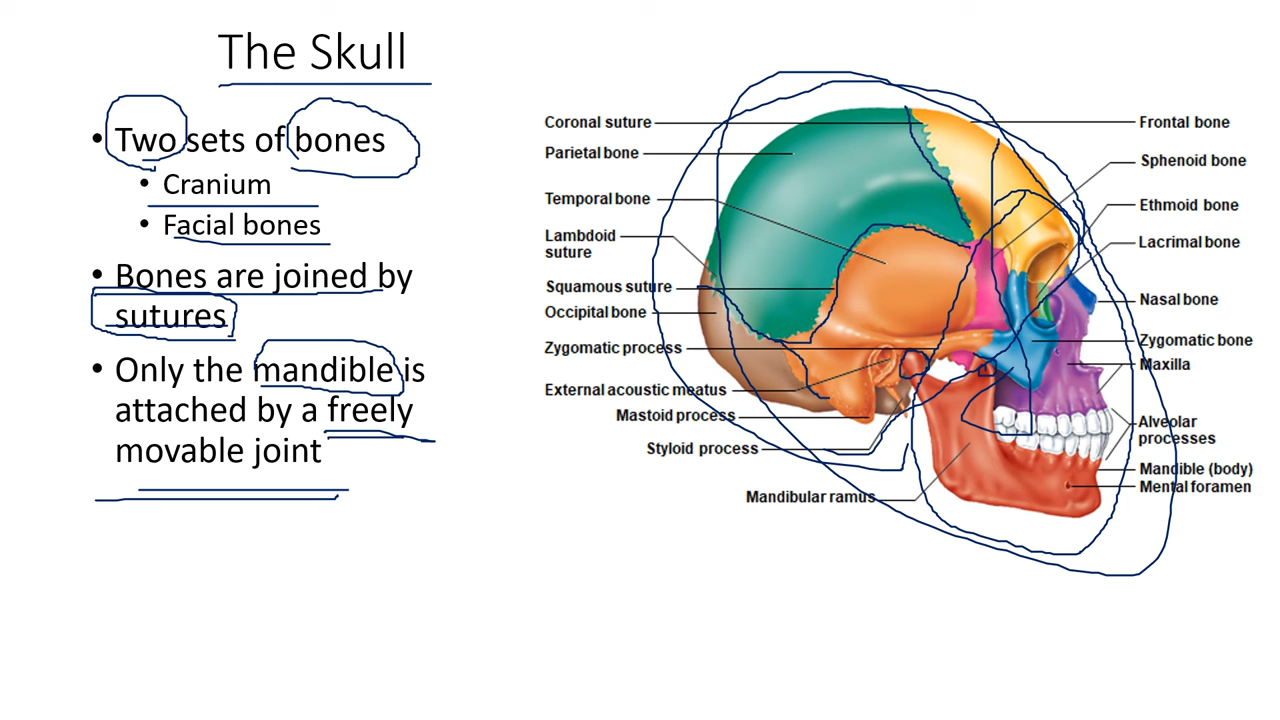 The Skull
• Two sets of bones
• Cranium
• Facial bones
• Bones are joined by
sutures
• Only the mandible is
attached by a freely
movable joint
Coronal suture
Parietal bone
Temporal bone
Lambdoid
suture
Squamous suture
Occipital bone
Zygomatic process
External acoustic meatus
Mastoid process
Styloid process
Mandibular ramus
Frontal bone
Sphenoid bone
Ethmoid bone
Lacrimal bone
Nasal bone
Zygomatic bone
Maxilla
Alveolar
processes
Mandible (body)
Mental foramen